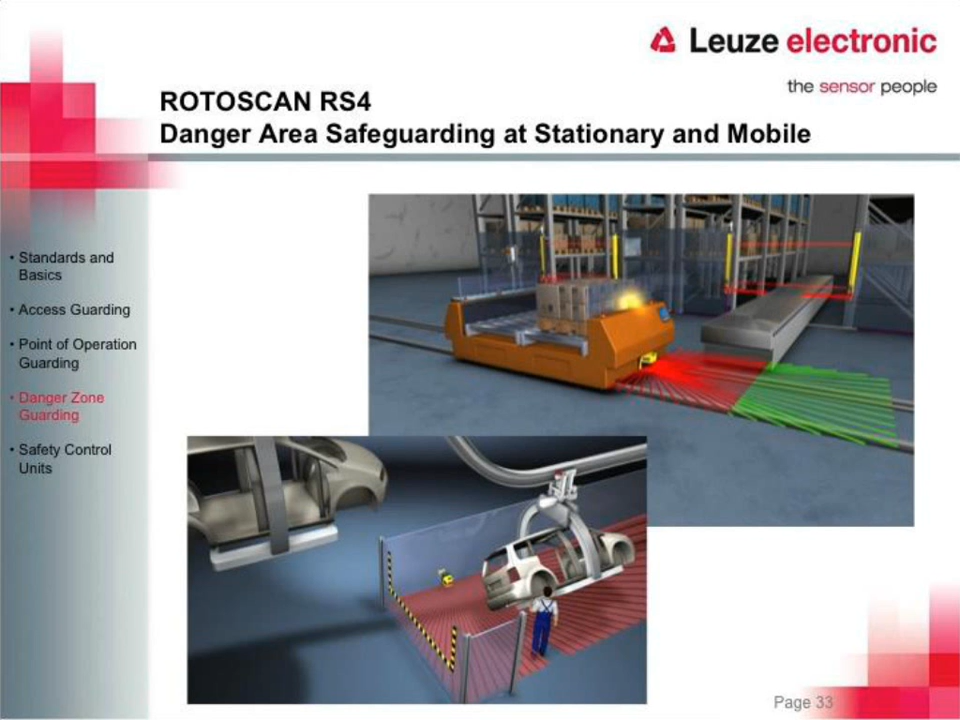 Leuze electronic
the sensor people
ROTOSCAN RS4
Danger Area Safeguarding at Stationary and Mobile
• Standards and
Basics
• Access Guarding
• Point of Operation
Guarding
• Danger Zone
Guarding
• Safety Control
Units
Page 33